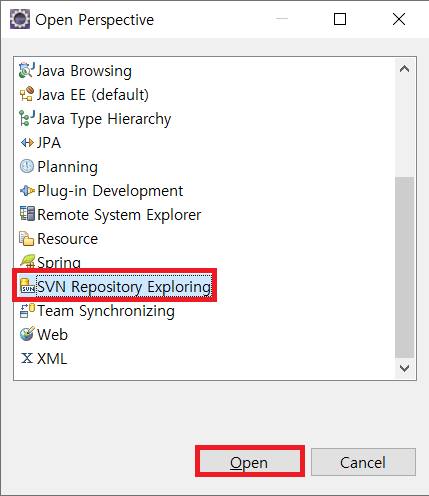 Open Perspective
Java Browsing
Java EE (default)
Java Type Hierarchy
JPA
Planning
Plug-in Development
Remote System Explorer
Resource
Spring
SVN Repository Exploring
Team Synchronizing
Web
XML
Open
Cancel